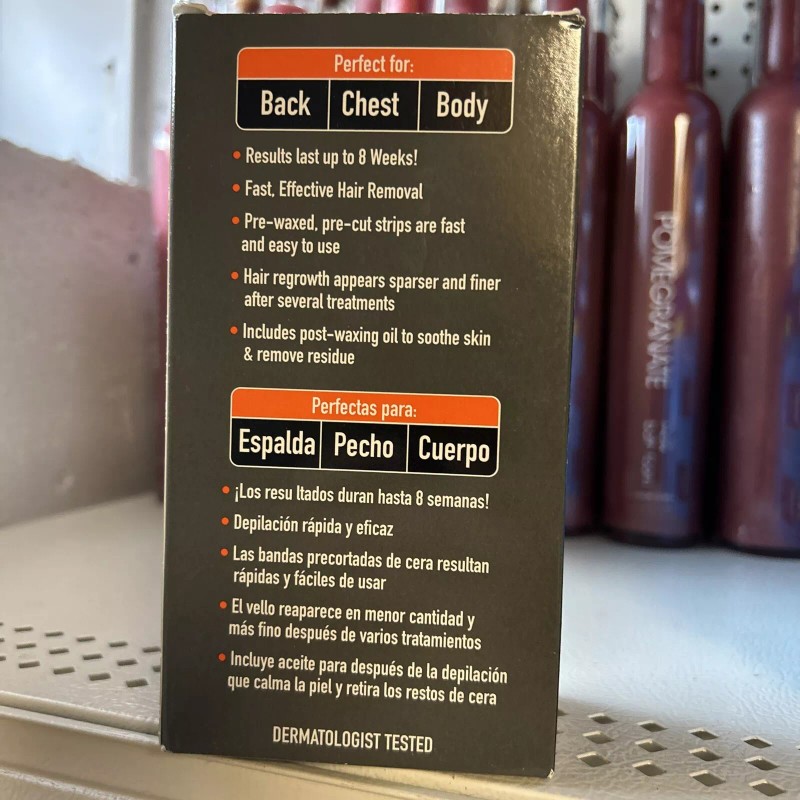 Perfect for:
Back Chest Body
• Results last up to 8 Weeks!
• Fast, Effective Hair Removal
• Pre-waxed, pre-cut strips are fast
and easy to use
• Hair regrowth appears sparser and finer
after several treatments
• Includes post-waxing oil to soothe skin
& remove residue
Perfectas para:
Espalda Pecho Cuerpo
• ¡Los resu ltados duran hasta 8 semanas!
• Depilación rápida y eficaz
• Las bandas precortadas de cera resultan
rápidas y fáciles de usar
• El vello reaparece en menor cantidad y
más fino después de varios tratamientos
• Incluye aceite para después de la depilación
que calma la piel y retira los restos de cera
DERMATOLOGIST TESTED
POMEGRANATE